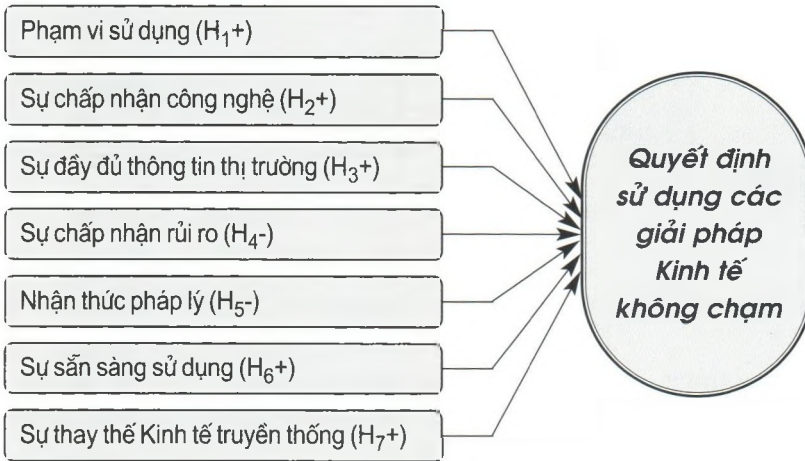 Phạm vi sử dụng (H₁+)
Sự chấp nhận công nghệ (H₂+)
Sự đầy đủ thông tin thị trường (H₃+)
Sự chấp nhận rủi ro (H₄-)
Nhận thức pháp lý (H₅-)
Sự sẵn sàng sử dụng (H₆+)
Sự thay thế Kinh tế truyền thống (H₇+)
Quyết định
sử dụng các
giải pháp
Kinh tế
không chạm